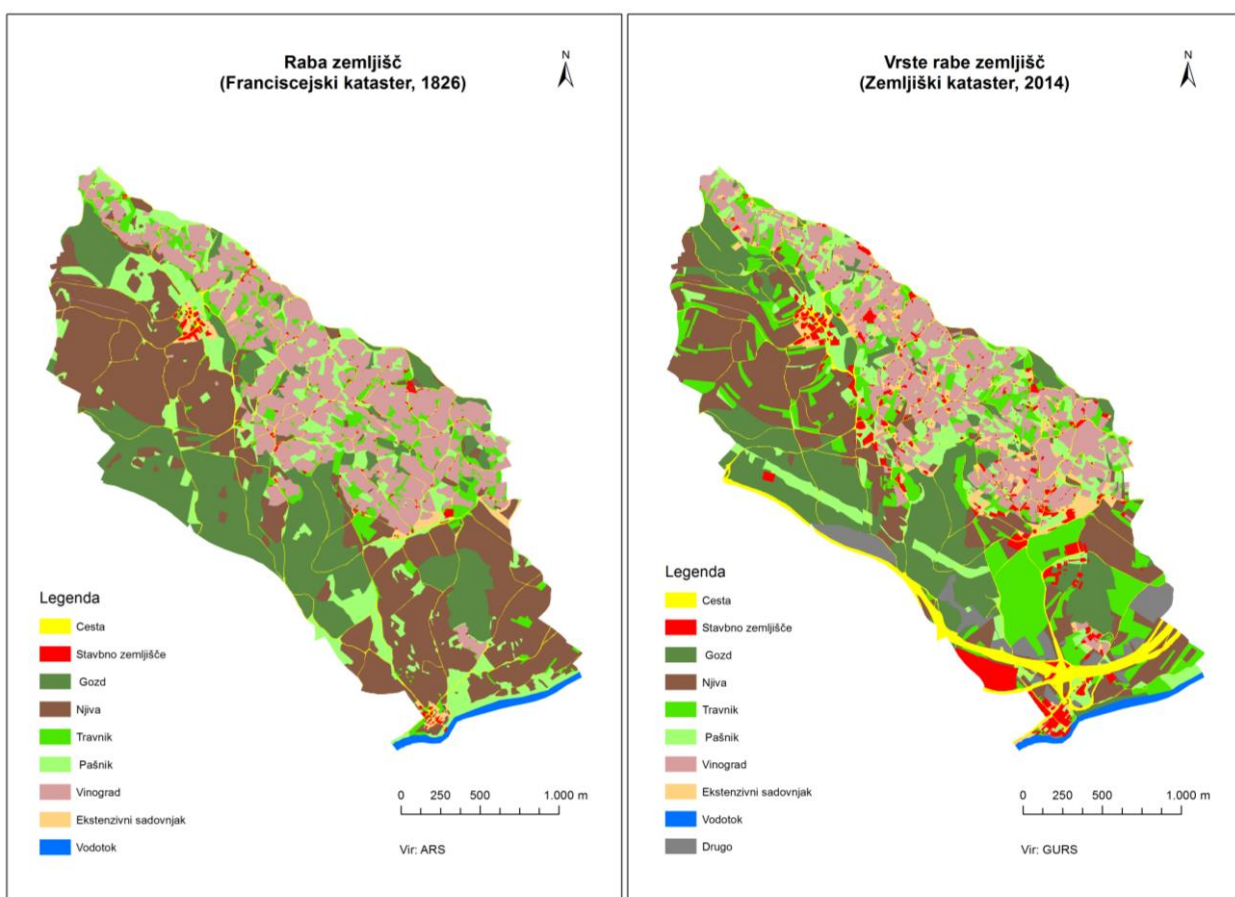 Raba zemljišč
(Franciscejski kataster, 1826)
N
Legenda
Cesta
Stavbno zemljišče
Gozd
Njiva
Travnik
Pašnik
Vinograd
Ekstenzivni sadovnjak
Vodotok
0 250 500 1.000 m
Vir: ARS
Vrste rabe zemljišč
(Zemljiški kataster, 2014)
N
Legenda
Cesta
Stavbno zemljišče
Gozd
Njiva
Travnik
Pašnik
Vinograd
Ekstenzivni sadovnjak
Vodotok
Drugo
0 250 500 1.000 m
Vir: GURS